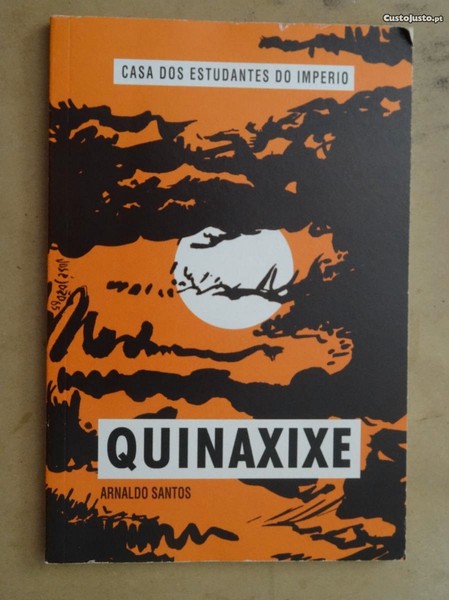 CustoJusto.pt
CASA DOS ESTUDANTES DO IMPERIO
QUINAXIXE
ARNALDO SANTOS